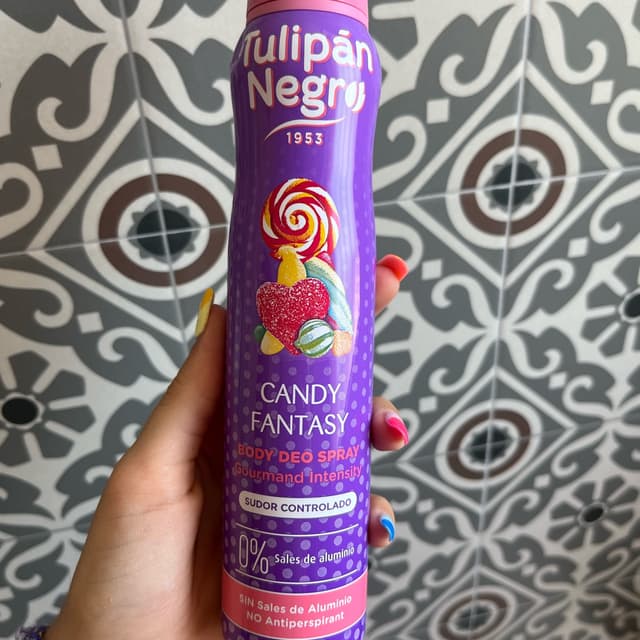 Tulipán
Negro
1953
CANDY
FANTASY
BODY DEO SPRAY
Gourmand Intensity
SUDOR CONTROLADO
0% Sales de aluminio
SIN Sales de Aluminio
NO Antiperspirant